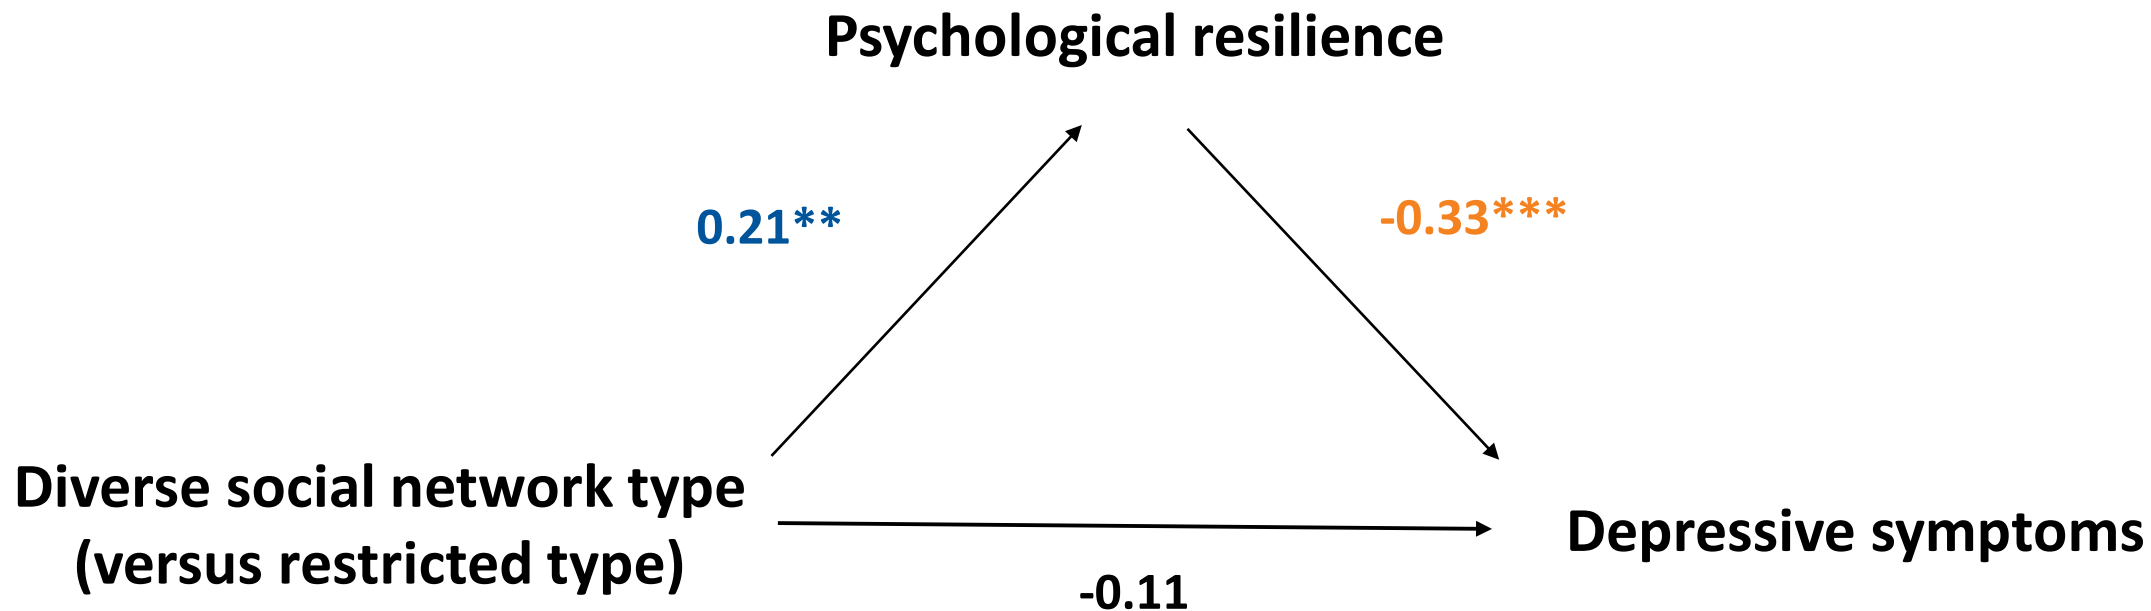 Psychological resilience
0.21**
-0.33***
Diverse social network type
(versus restricted type)
Depressive symptoms
-0.11